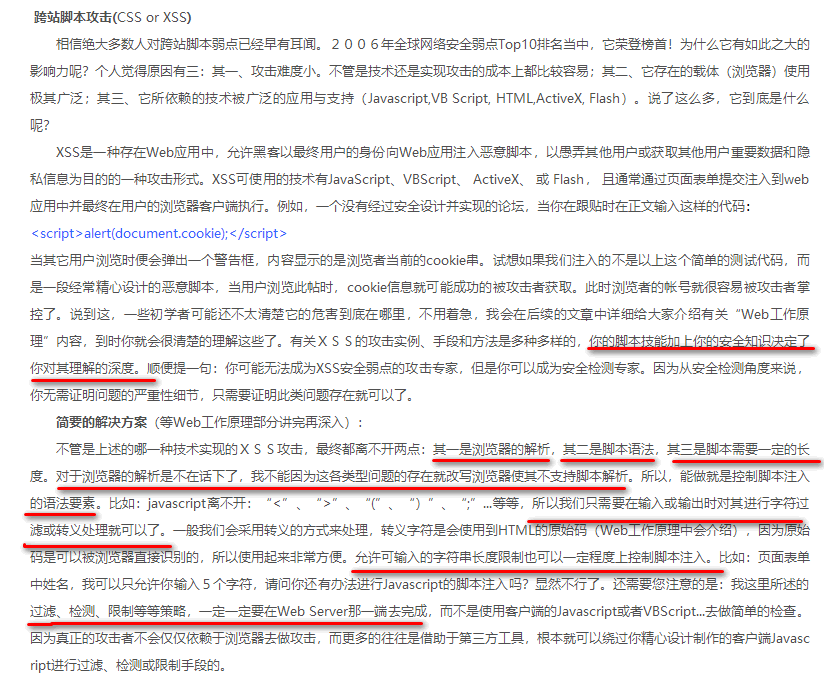 跨站脚本攻击(CSS or XSS)
相信绝大多数人对跨站脚本弱点已经早有耳闻。２００６年全球网络安全弱点Top10排名当中，它荣登榜首！为什么它有如此之大的
影响力呢？个人觉得原因有三：其一、攻击难度小。不管是技术还是实现攻击的成本上都比较容易；其二、它存在的载体（浏览器）使用
极其广泛；其三、它所依赖的技术被广泛的应用与支持（Javascript,VB Script, HTML,ActiveX, Flash）。说了这么多，它到底是什么
呢？
XSS是一种存在Web应用中，允许黑客以最终用户的身份向Web应用注入恶意脚本，以愚弄其他用户或获取其他用户重要数据和隐
私信息为目的的一种攻击形式。XSS可使用的技术有JavaScript、VBScript、 ActiveX、 或 Flash， 且通常通过页面表单提交注入到web
应用中并最终在用户的浏览器客户端执行。例如，一个没有经过安全设计并实现的论坛，当你在跟贴时在正文输入这样的代码：
<script>alert(document.cookie);</script>
当其它用户浏览时便会弹出一个警告框，内容显示的是浏览者当前的cookie串。试想如果我们注入的不是以上这个简单的测试代码，而
是一段经常精心设计的恶意脚本，当用户浏览此帖时，cookie信息就可能成功的被攻击者获取。此时浏览者的帐号就很容易被攻击者掌
控了。说到这，一些初学者可能还不太清楚它的危害到底在哪里，不用着急，我会在后续的文章中详细给大家介绍有关“Web工作原
理”内容，到时你就会很清楚的理解这些了。有关ＸＳＳ的攻击实例、手段和方法是多种多样的，你的脚本技能加上你的安全知识决定了
你对其理解的深度。顺便提一句：你可能无法成为XSS安全弱点的攻击专家，但是你可以成为安全检测专家。因为从安全检测角度来说，
你无需证明问题的严重性细节，只需要证明此类问题存在就可以了。
简要的解决方案（等Web工作原理部分讲完再深入）：
不管是上述的哪一种技术实现的ＸＳＳ攻击，最终都离不开两点：其一是浏览器的解析，其二是脚本语法，其三是脚本需要一定的长
度。对于浏览器的解析是不在话下了，我不能因为这各类型问题的存在就改写浏览器使其不支持脚本解析。所以，能做就是控制脚本注入
的语法要素。比如：javascript离不开：“<”、“>”、“(”、“)”、“;”...等等，所以我们只需要在输入或输出时对其进行字符过
滤或转义处理就可以了。一般我们会采用转义的方式来处理，转义字符是会使用到HTML的原始码（Web工作原理中会介绍），因为原始
码是可以被浏览器直接识别的，所以使用起来非常方便。允许可输入的字符串长度限制也可以一定程度上控制脚本注入。比如：页面表单
中姓名，我可以只允许你输入５个字符，请问你还有办法进行Javascript的脚本注入吗？显然不行了。还需要您注意的是：我这里所述的
过滤、检测、限制等等策略，一定一定要在Web Server那一端去完成，而不是使用客户端的Javascript或者VBScript...去做简单的检查。
因为真正的攻击者不会仅仅依赖于浏览器去做攻击，而更多的往往是借助于第三方工具，根本就可以绕过你精心设计制作的客户端Javasc
ript进行过滤、检测或限制手段的。